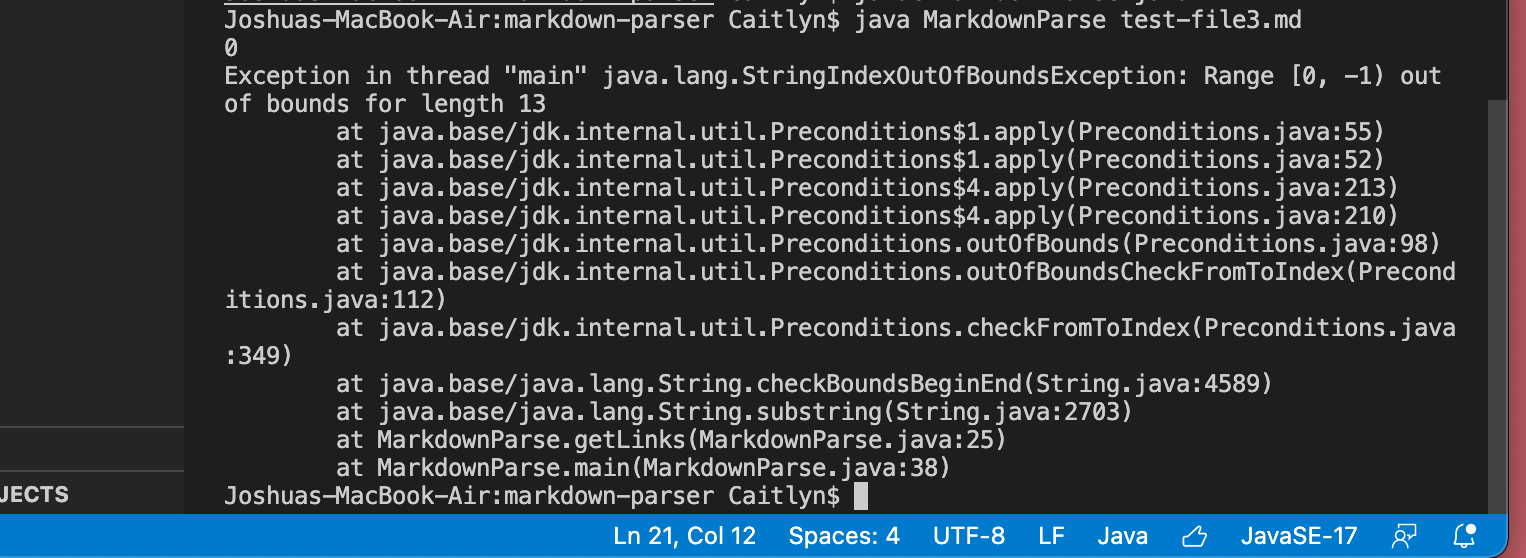 Joshuas-MacBook-Air:markdown-parser Caitlyn$ java MarkdownParse test-file3.md
0
Exception in thread "main" java.lang.StringIndexOutOfBoundsException: Range [0, -1) out
of bounds for length 13
        at java.base/jdk.internal.util.Preconditions$1.apply(Preconditions.java:55)
        at java.base/jdk.internal.util.Preconditions$1.apply(Preconditions.java:52)
        at java.base/jdk.internal.util.Preconditions$4.apply(Preconditions.java:213)
        at java.base/jdk.internal.util.Preconditions$4.apply(Preconditions.java:210)
        at java.base/jdk.internal.util.Preconditions.outOfBounds(Preconditions.java:98)
        at java.base/jdk.internal.util.Preconditions.outOfBoundsCheckFromToIndex(Precond
itions.java:112)
        at java.base/jdk.internal.util.Preconditions.checkFromToIndex(Preconditions.java
:349)
        at java.base/java.lang.String.checkBoundsBeginEnd(String.java:4589)
        at java.base/java.lang.String.substring(String.java:2703)
        at MarkdownParse.getLinks(MarkdownParse.java:25)
        at MarkdownParse.main(MarkdownParse.java:38)
Joshuas-MacBook-Air:markdown-parser Caitlyn$
JECTS
Ln 21, Col 12 Spaces: 4 UTF-8 LF Java JavaSE-17